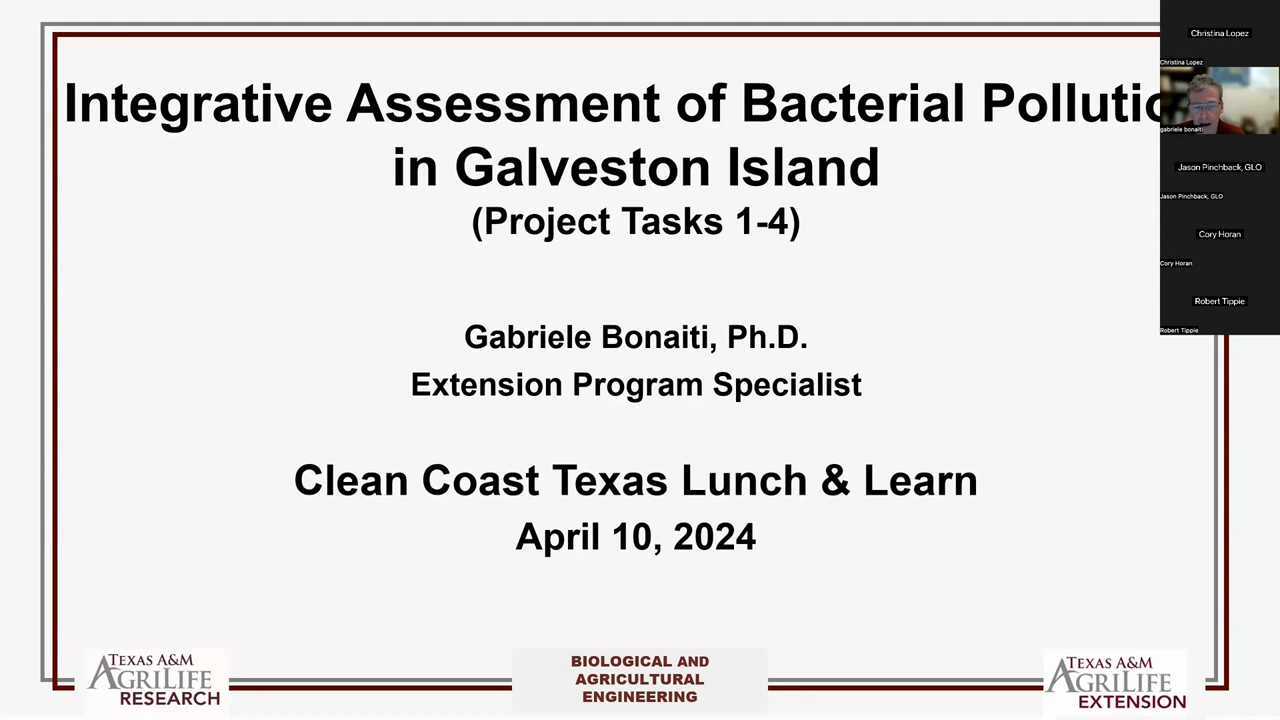 Integrative Assessment of Bacterial Pollutio
in Galveston Island
(Project Tasks 1-4)
Gabriele Bonaiti, Ph.D.
Extension Program Specialist
Clean Coast Texas Lunch & Learn
April 10, 2024
TEXAS A&M
AGRILIFE
RESEARCH
BIOLOGICAL AND
AGRICULTURAL
ENGINEERING
TEXAS A&M
AGRILIFE
EXTENSION
Christina Lopez
Christina Lopez
gabriele bonaiti
Jason Pinchback, GLO
Jason Pinchback, GLO
Cory Horan
Cory Horan
Robert Tippie
Robert Tippie